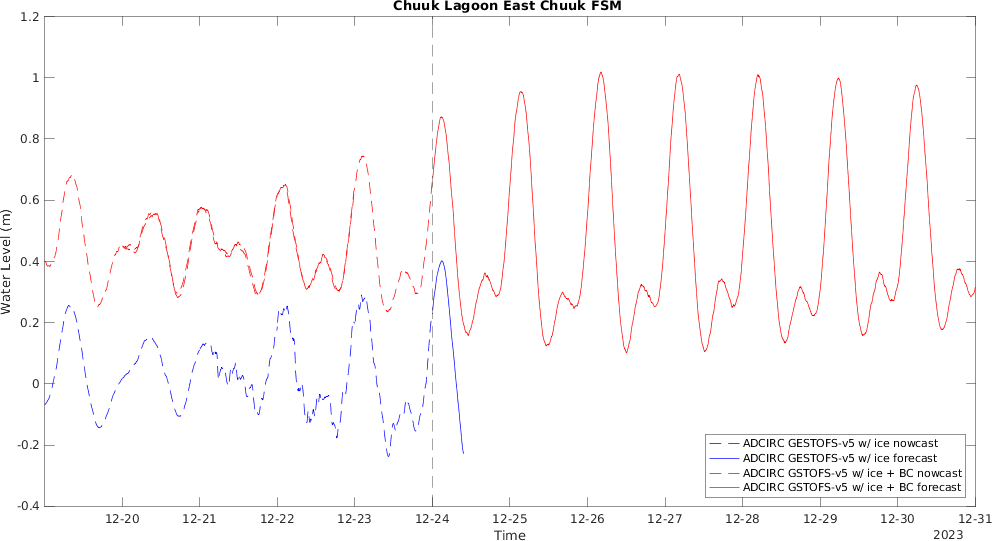 Chuuk Lagoon East Chuuk FSM
1.2
1
0.8
0.6
0.4
0.2
0
-0.2
-0.4
Water Level (m)
ADCIRC GESTOFS-v5 w/ ice nowcast
ADCIRC GESTOFS-v5 w/ ice forecast
ADCIRC GSTOFS-v5 w/ ice + BC nowcast
ADCIRC GSTOFS-v5 w/ ice + BC forecast
12-20 12-21 12-22 12-23 12-24 12-25 12-26 12-27 12-28 12-29 12-30 12-31
Time
2023